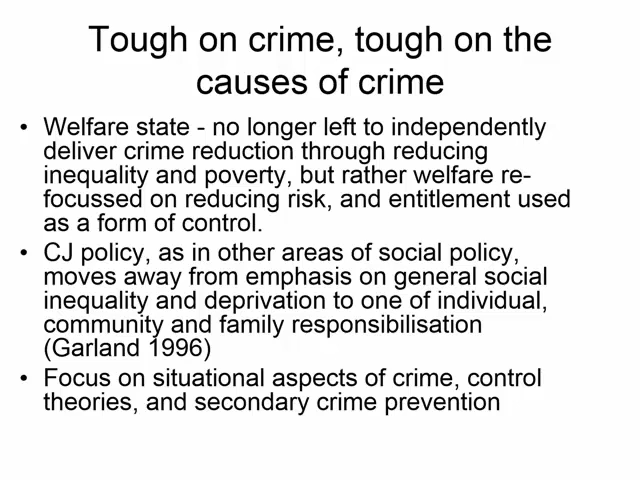 Tough on crime, tough on the
causes of crime
• Welfare state - no longer left to independently
deliver crime reduction through reducing
inequality and poverty, but rather welfare re-
focussed on reducing risk, and entitlement used
as a form of control.
• CJ policy, as in other areas of social policy,
moves away from emphasis on general social
inequality and deprivation to one of individual,
community and family responsibilisation
(Garland 1996)
• Focus on situational aspects of crime, control
theories, and secondary crime prevention